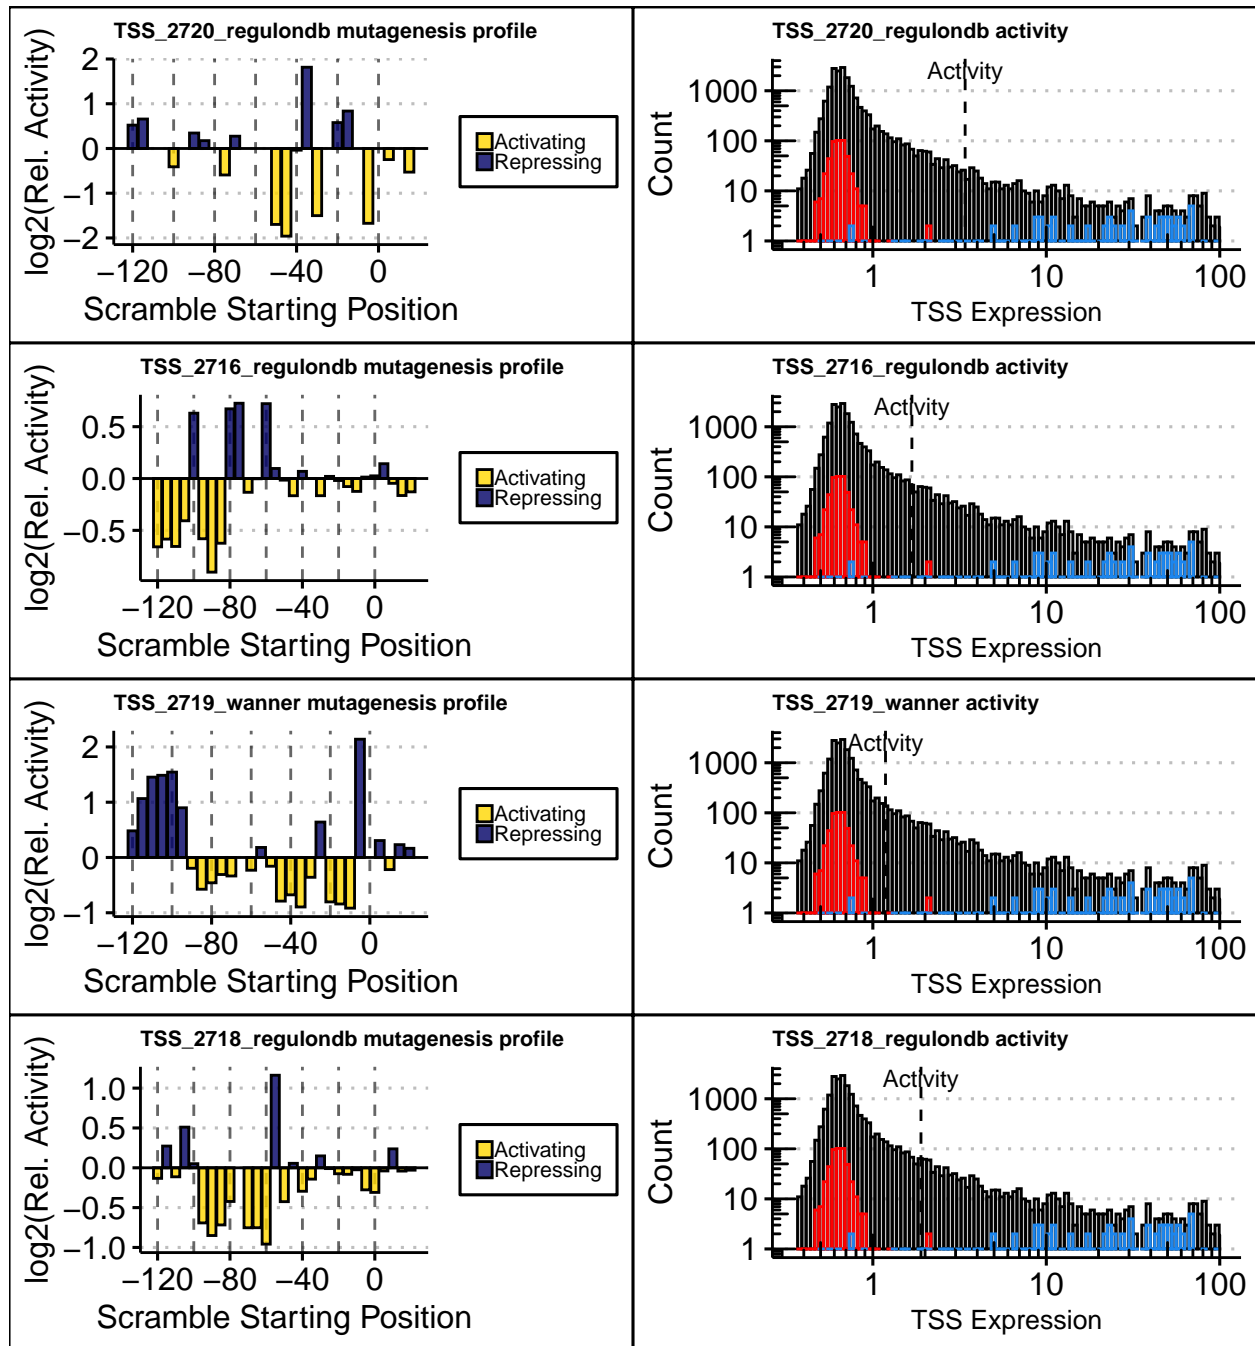 TSS_2720_regulondb mutagenesis profile
log2(Rel. Activity)
2
1
0
−1
−2
−120 −80 −40 0
Scramble Starting Position
Activating
Repressing
TSS_2720_regulondb activity
Activity
Count
1000
100
10
1
1 10 100
TSS Expression
TSS_2716_regulondb mutagenesis profile
log2(Rel. Activity)
0.5
0.0
−0.5
−120 −80 −40 0
Scramble Starting Position
Activating
Repressing
TSS_2716_regulondb activity
Activity
Count
1000
100
10
1
1 10 100
TSS Expression
TSS_2719_wanner mutagenesis profile
log2(Rel. Activity)
2
1
0
−1
−120 −80 −40 0
Scramble Starting Position
Activating
Repressing
TSS_2719_wanner activity
Activity
Count
1000
100
10
1
1 10 100
TSS Expression
TSS_2718_regulondb mutagenesis profile
log2(Rel. Activity)
1.0
0.5
0.0
−0.5
−1.0
−120 −80 −40 0
Scramble Starting Position
Activating
Repressing
TSS_2718_regulondb activity
Activity
Count
1000
100
10
1
1 10 100
TSS Expression